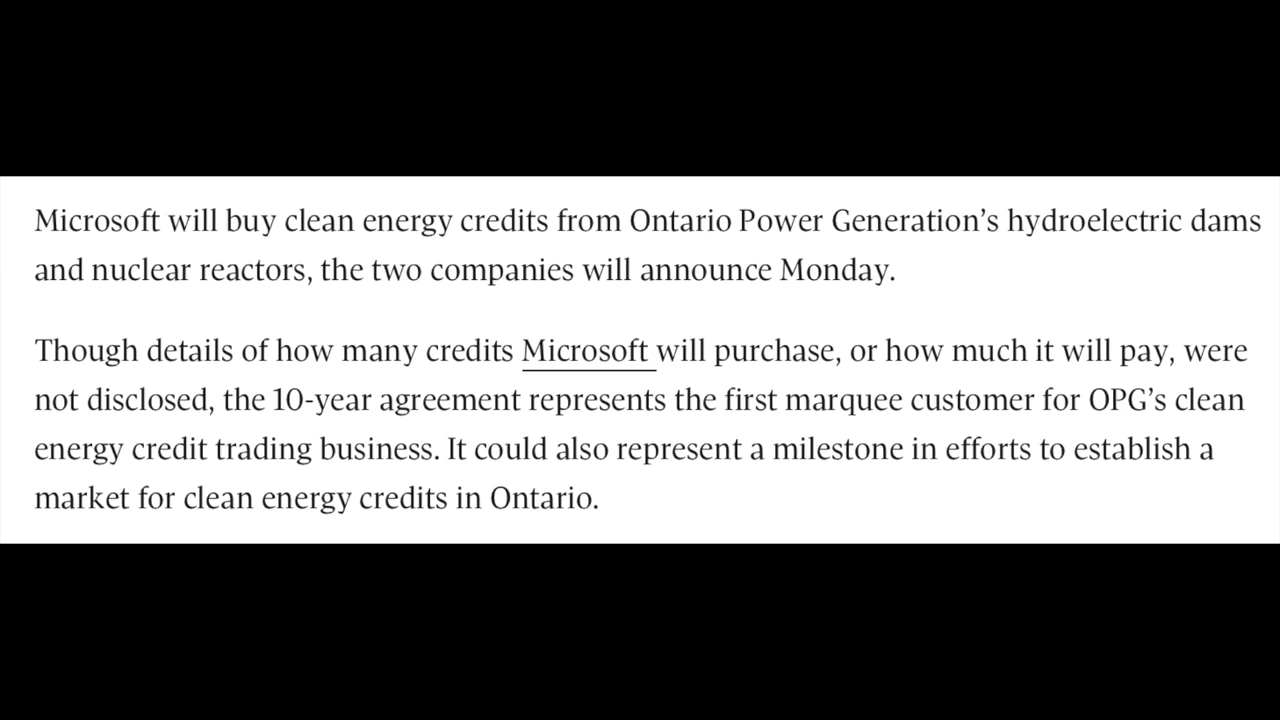 Microsoft will buy clean energy credits from Ontario Power Generation’s hydroelectric dams
and nuclear reactors, the two companies will announce Monday.
Though details of how many credits Microsoft will purchase, or how much it will pay, were
not disclosed, the 10-year agreement represents the first marquee customer for OPG’s clean
energy credit trading business. It could also represent a milestone in efforts to establish a
market for clean energy credits in Ontario.